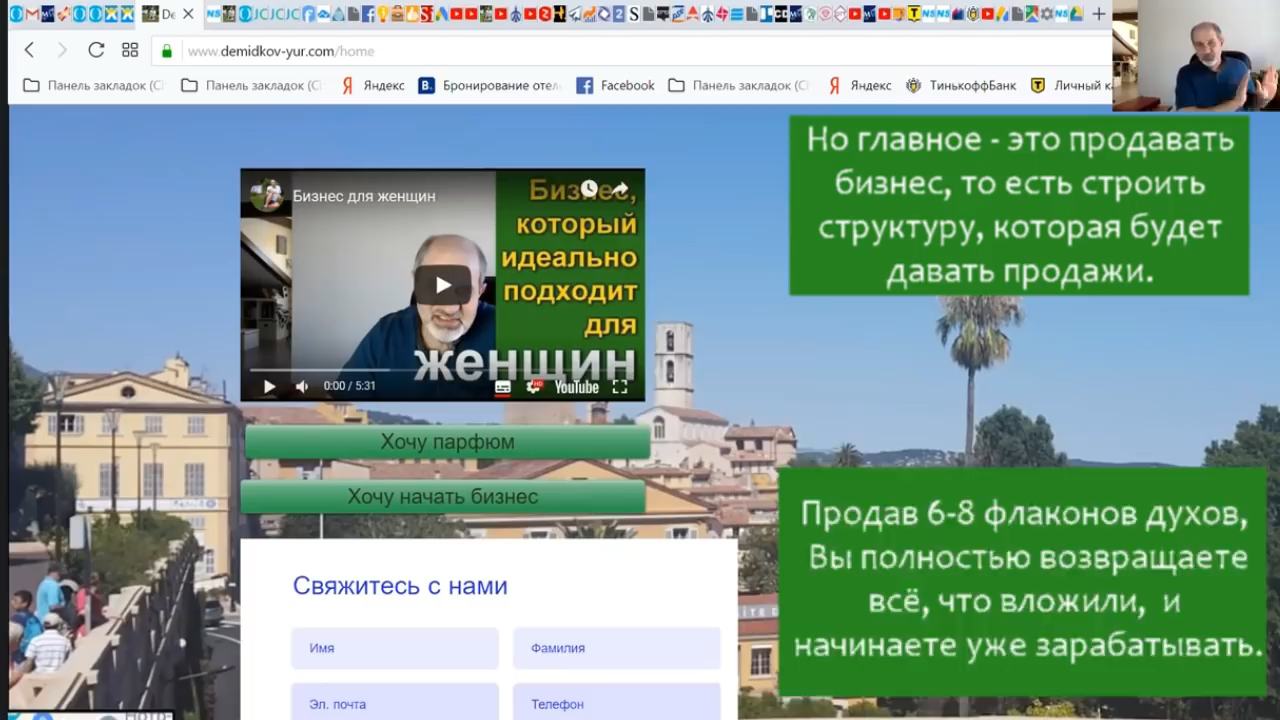 www.demidkov-yur.com/home
Панель закладок (С
Панель закладок (С
Яндекс
Бронирование отел
Facebook
Панель закладок (С
Яндекс
ТинькоффБанк
Личный к
Но главное - это продавать
бизнес, то есть строить
структуру, которая будет
давать продажи.
Бизнес для женщин
Бизнес,
который
идеально
подходит
для
женщин
0:00 / 5:31
HD
YouTube
Хочу парфюм
Хочу начать бизнес
Свяжитесь с нами
Имя
Фамилия
Эл. почта
Телефон
Продав 6-8 флаконов духов,
Вы полностью возвращаете
всё, что вложили, и
начинаете уже зарабатывать.